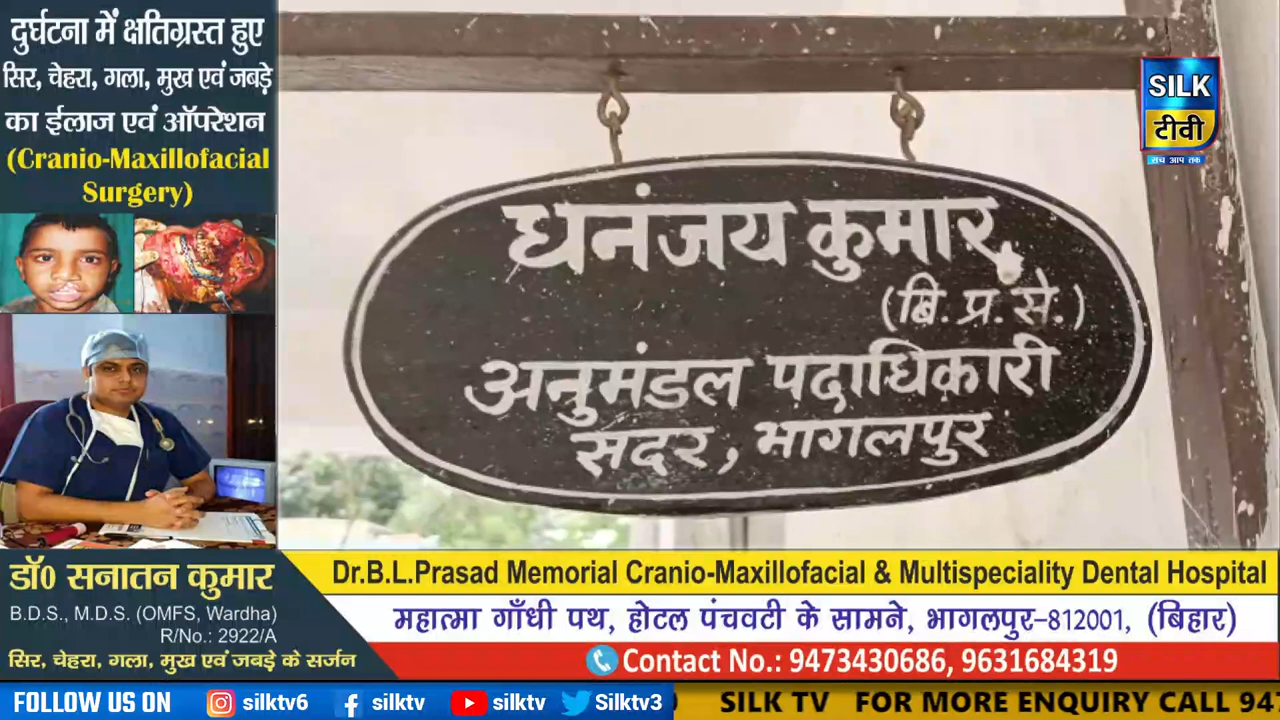 दुर्घटना में क्षतिग्रस्त हुए
सिर, चेहरा, गला, मुख एवं जबड़े
का ईलाज एवं ऑपरेशन
(Cranio-Maxillofacial
Surgery)
SILK
टीवी
सच आप तक
धनंजय कुमार,
(बि.प्र.से.)
अनुमंडल पदाधिकारी
सदर, भागलपुर
डॉ0 सनातन कुमार
B.D.S., M.D.S. (OMFS, Wardha)
R/No.: 2922/A
सिर, चेहरा, गला, मुख एवं जबड़े के सर्जन
Dr.B.L.Prasad Memorial Cranio-Maxillofacial & Multispeciality Dental Hospital
महात्मा गाँधी पथ, होटल पंचवटी के सामने, भागलपुर-812001, (बिहार)
Contact No.: 9473430686, 9631684319
FOLLOW US ON silktv6 silktv silktv Silktv3 SILK TV FOR MORE ENQUIRY CALL